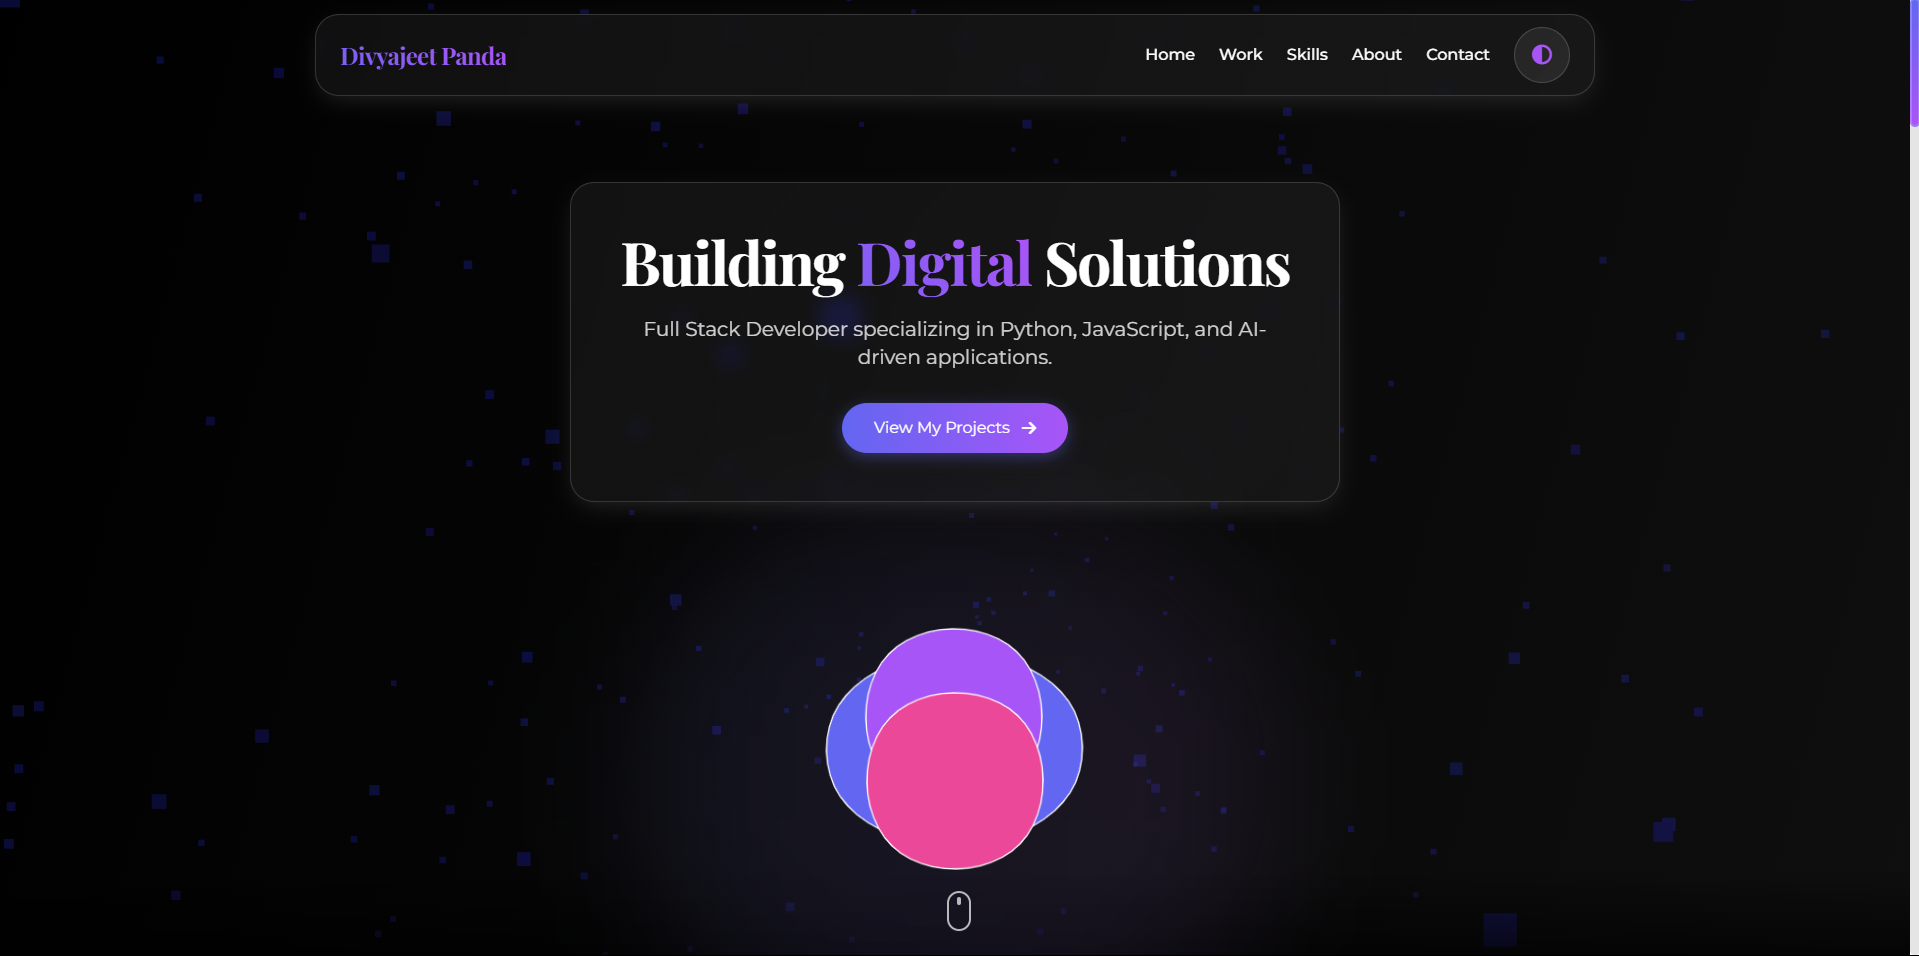 Divyajeet Panda
Home Work Skills About Contact
Building Digital Solutions
Full Stack Developer specializing in Python, JavaScript, and AI-
driven applications.
View My Projects